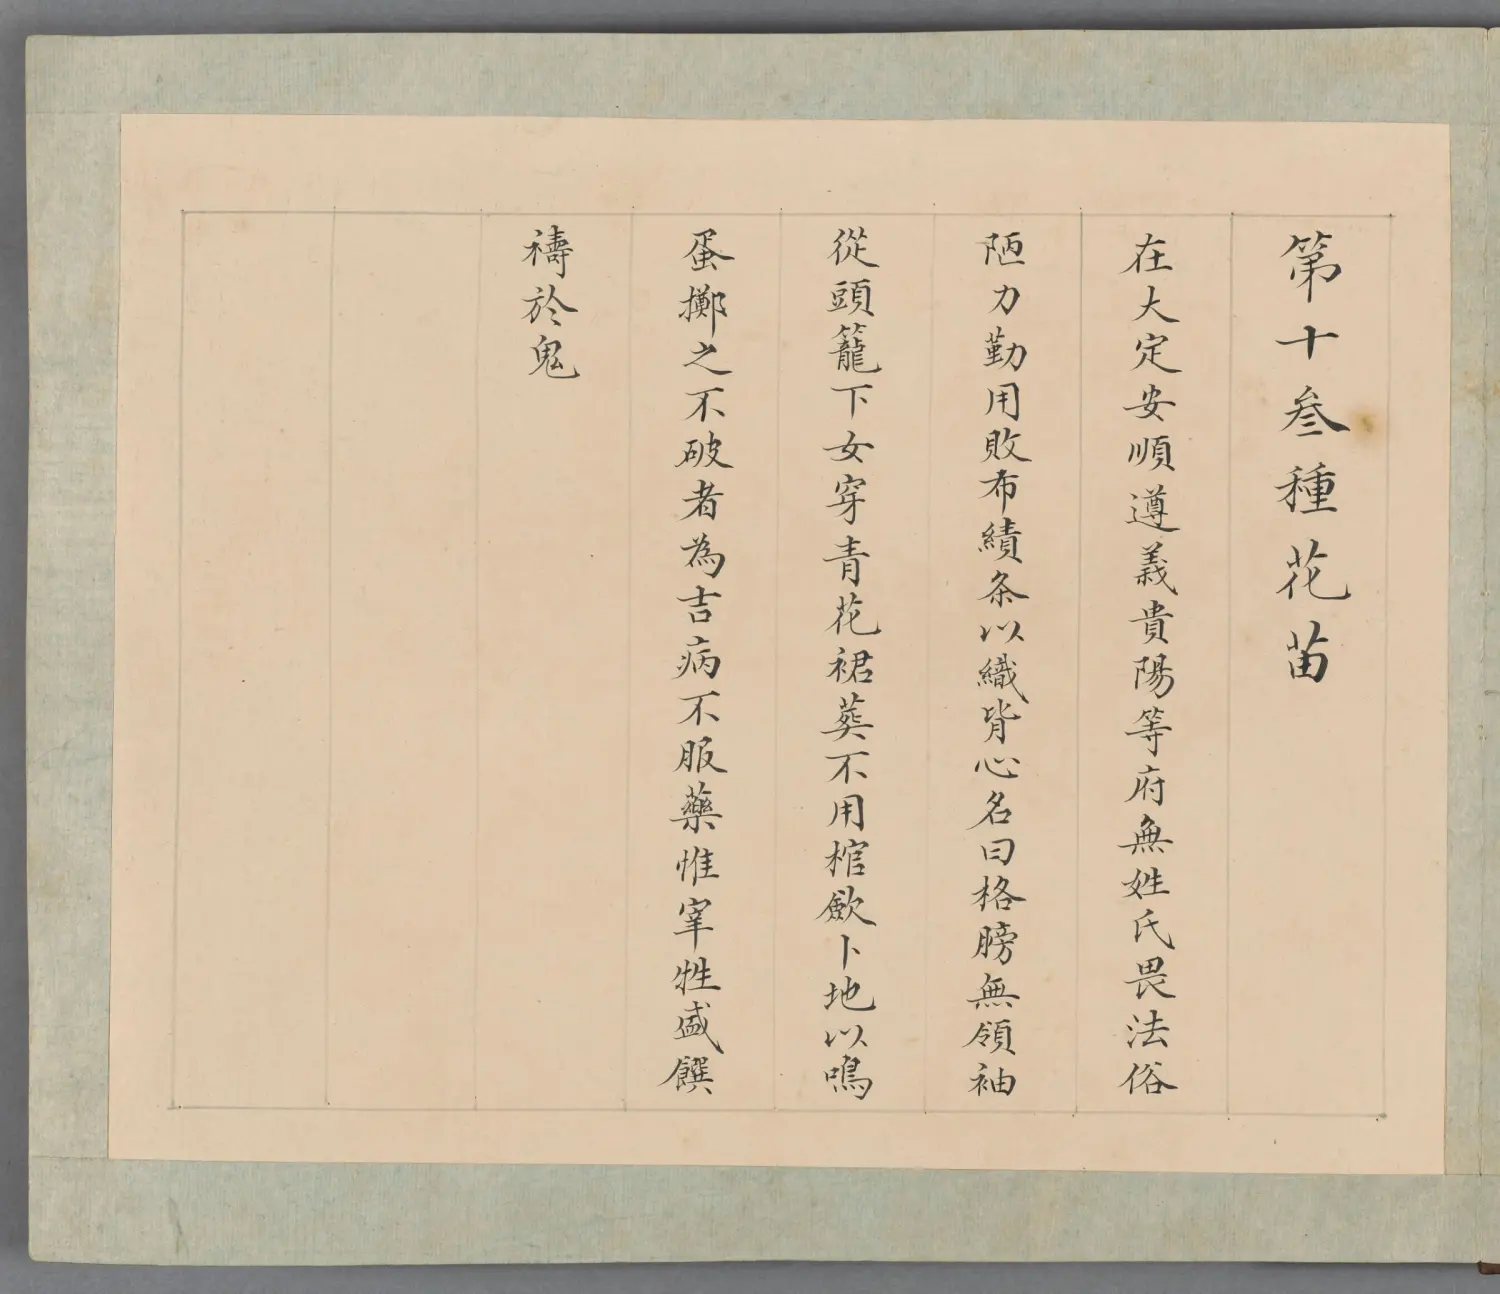 第十叁種花苗
在大定安順遵義貴陽等府無姓氏畏法俗
陋力勤用敗布績条以織背心名曰格膀無領袖
從頭籠下女穿青花裙葬不用棺歛卜地以鳴
蛋擲之不破者為吉病不服藥惟宰牲盛饌
禱於鬼